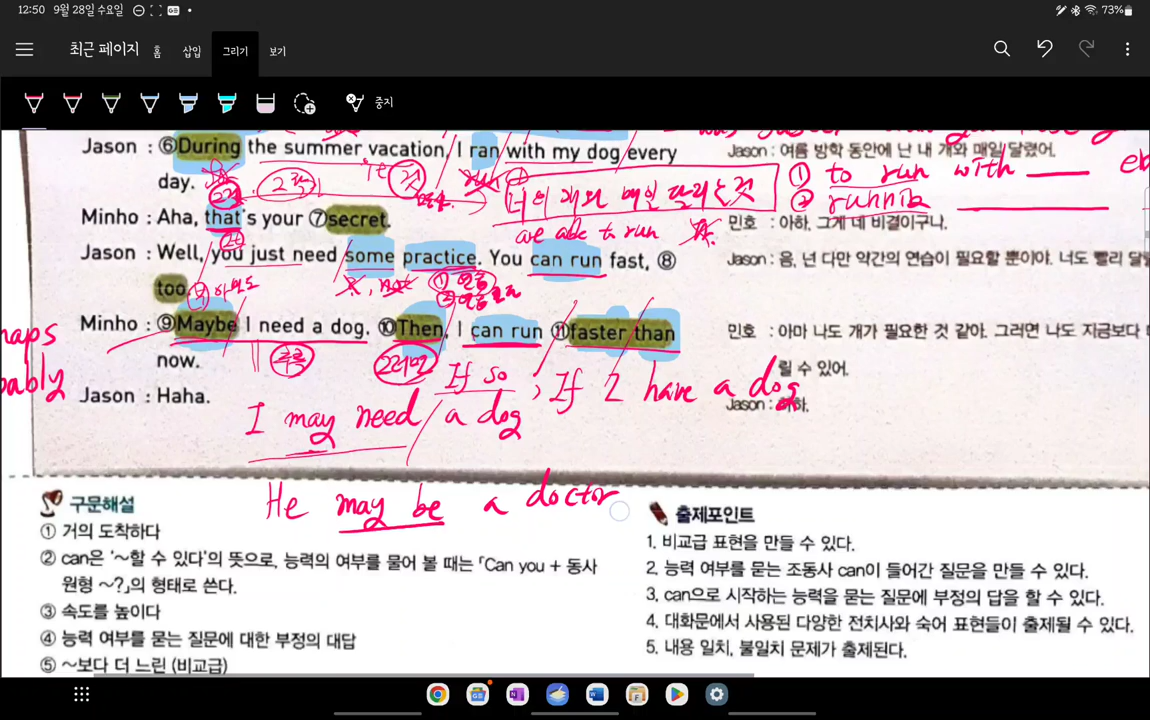 12:50 9월 28일 수요일 73%
최근 페이지 홈 삽입 그리기 보기
중지
Jason : ⑥During the summer vacation, I ran with my dog every
day.
Jason : 여름 방학 동안에 난 내 개와 매일 달렸어.
① to run with
it 것
2주격
너의 개와 매일 달리는 것
②
Minho : Aha, that's your ⑦secret.
민호 : 아하, 그게 네 비결이구나.
are able to run
Jason : Well, you just need some practice. You can run fast, ⑧
too.
Jason : 음, 넌 다만 약간의 연습이 필요할 뿐이야. 너도 빨리 달
① 연습
②
Minho : ⑨Maybe I need a dog. ⑩Then, I can run ⑪faster than
now.
민호 : 아마 나도 개가 필요한 것 같아. 그러면 나도 지금보다
릴 수 있어.
haps
bably
그러면
If so, If I have a dog
Jason : Haha.
Jason : 하하.
I may need a dog
He may be a doctor
구문해설
① 거의 도착하다
② can은 '~할 수 있다'의 뜻으로, 능력의 여부를 물어 볼 때는 「Can you + 동사
원형 ~?」의 형태로 쓴다.
③ 속도를 높이다
④ 능력 여부를 묻는 질문에 대한 부정의 대답
⑤ ~보다 더 느린 (비교급)
출제포인트
1. 비교급 표현을 만들 수 있다.
2. 능력 여부를 묻는 조동사 can이 들어간 질문을 만들 수 있다.
3. can으로 시작하는 능력을 묻는 질문에 부정의 답을 할 수 있다.
4. 대화문에서 사용된 다양한 전치사와 숙어 표현들이 출제될 수 있다.
5. 내용 일치, 불일치 문제가 출제된다.